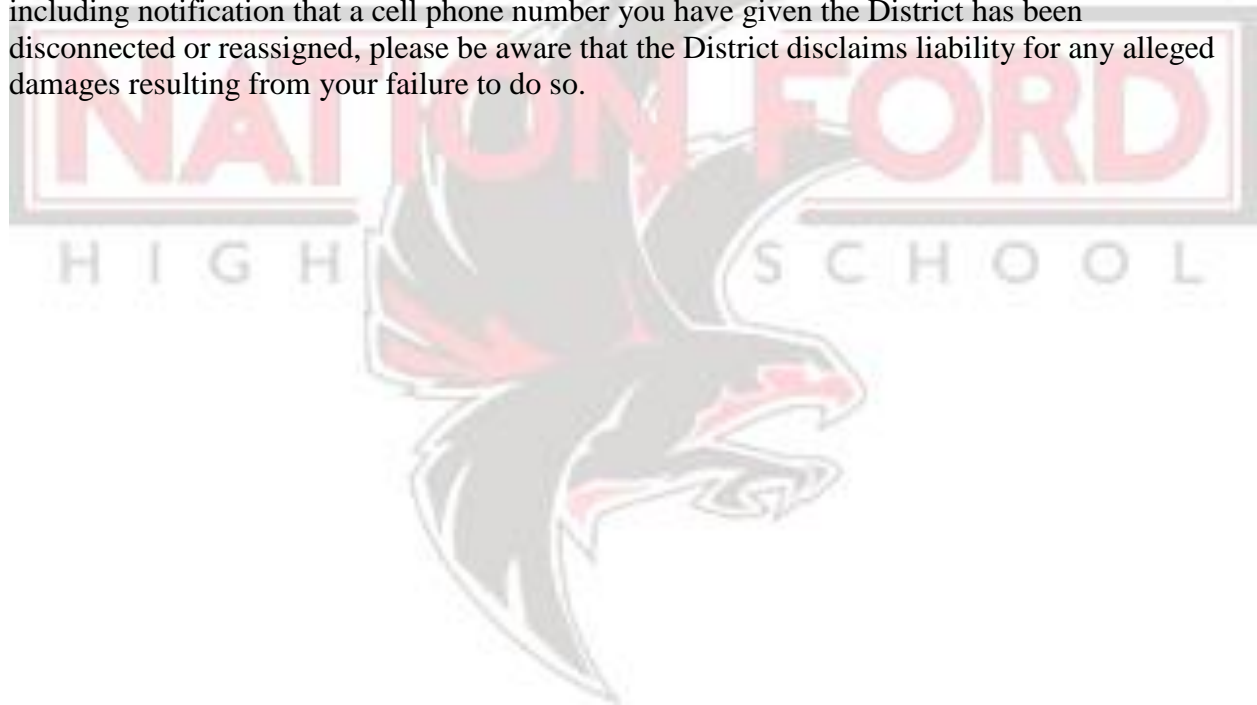 including notification that a cell phone number you have given the District has been
disconnected or reassigned, please be aware that the District disclaims liability for any alleged
damages resulting from your failure to do so.
NATION FORD
HIGH SCHOOL